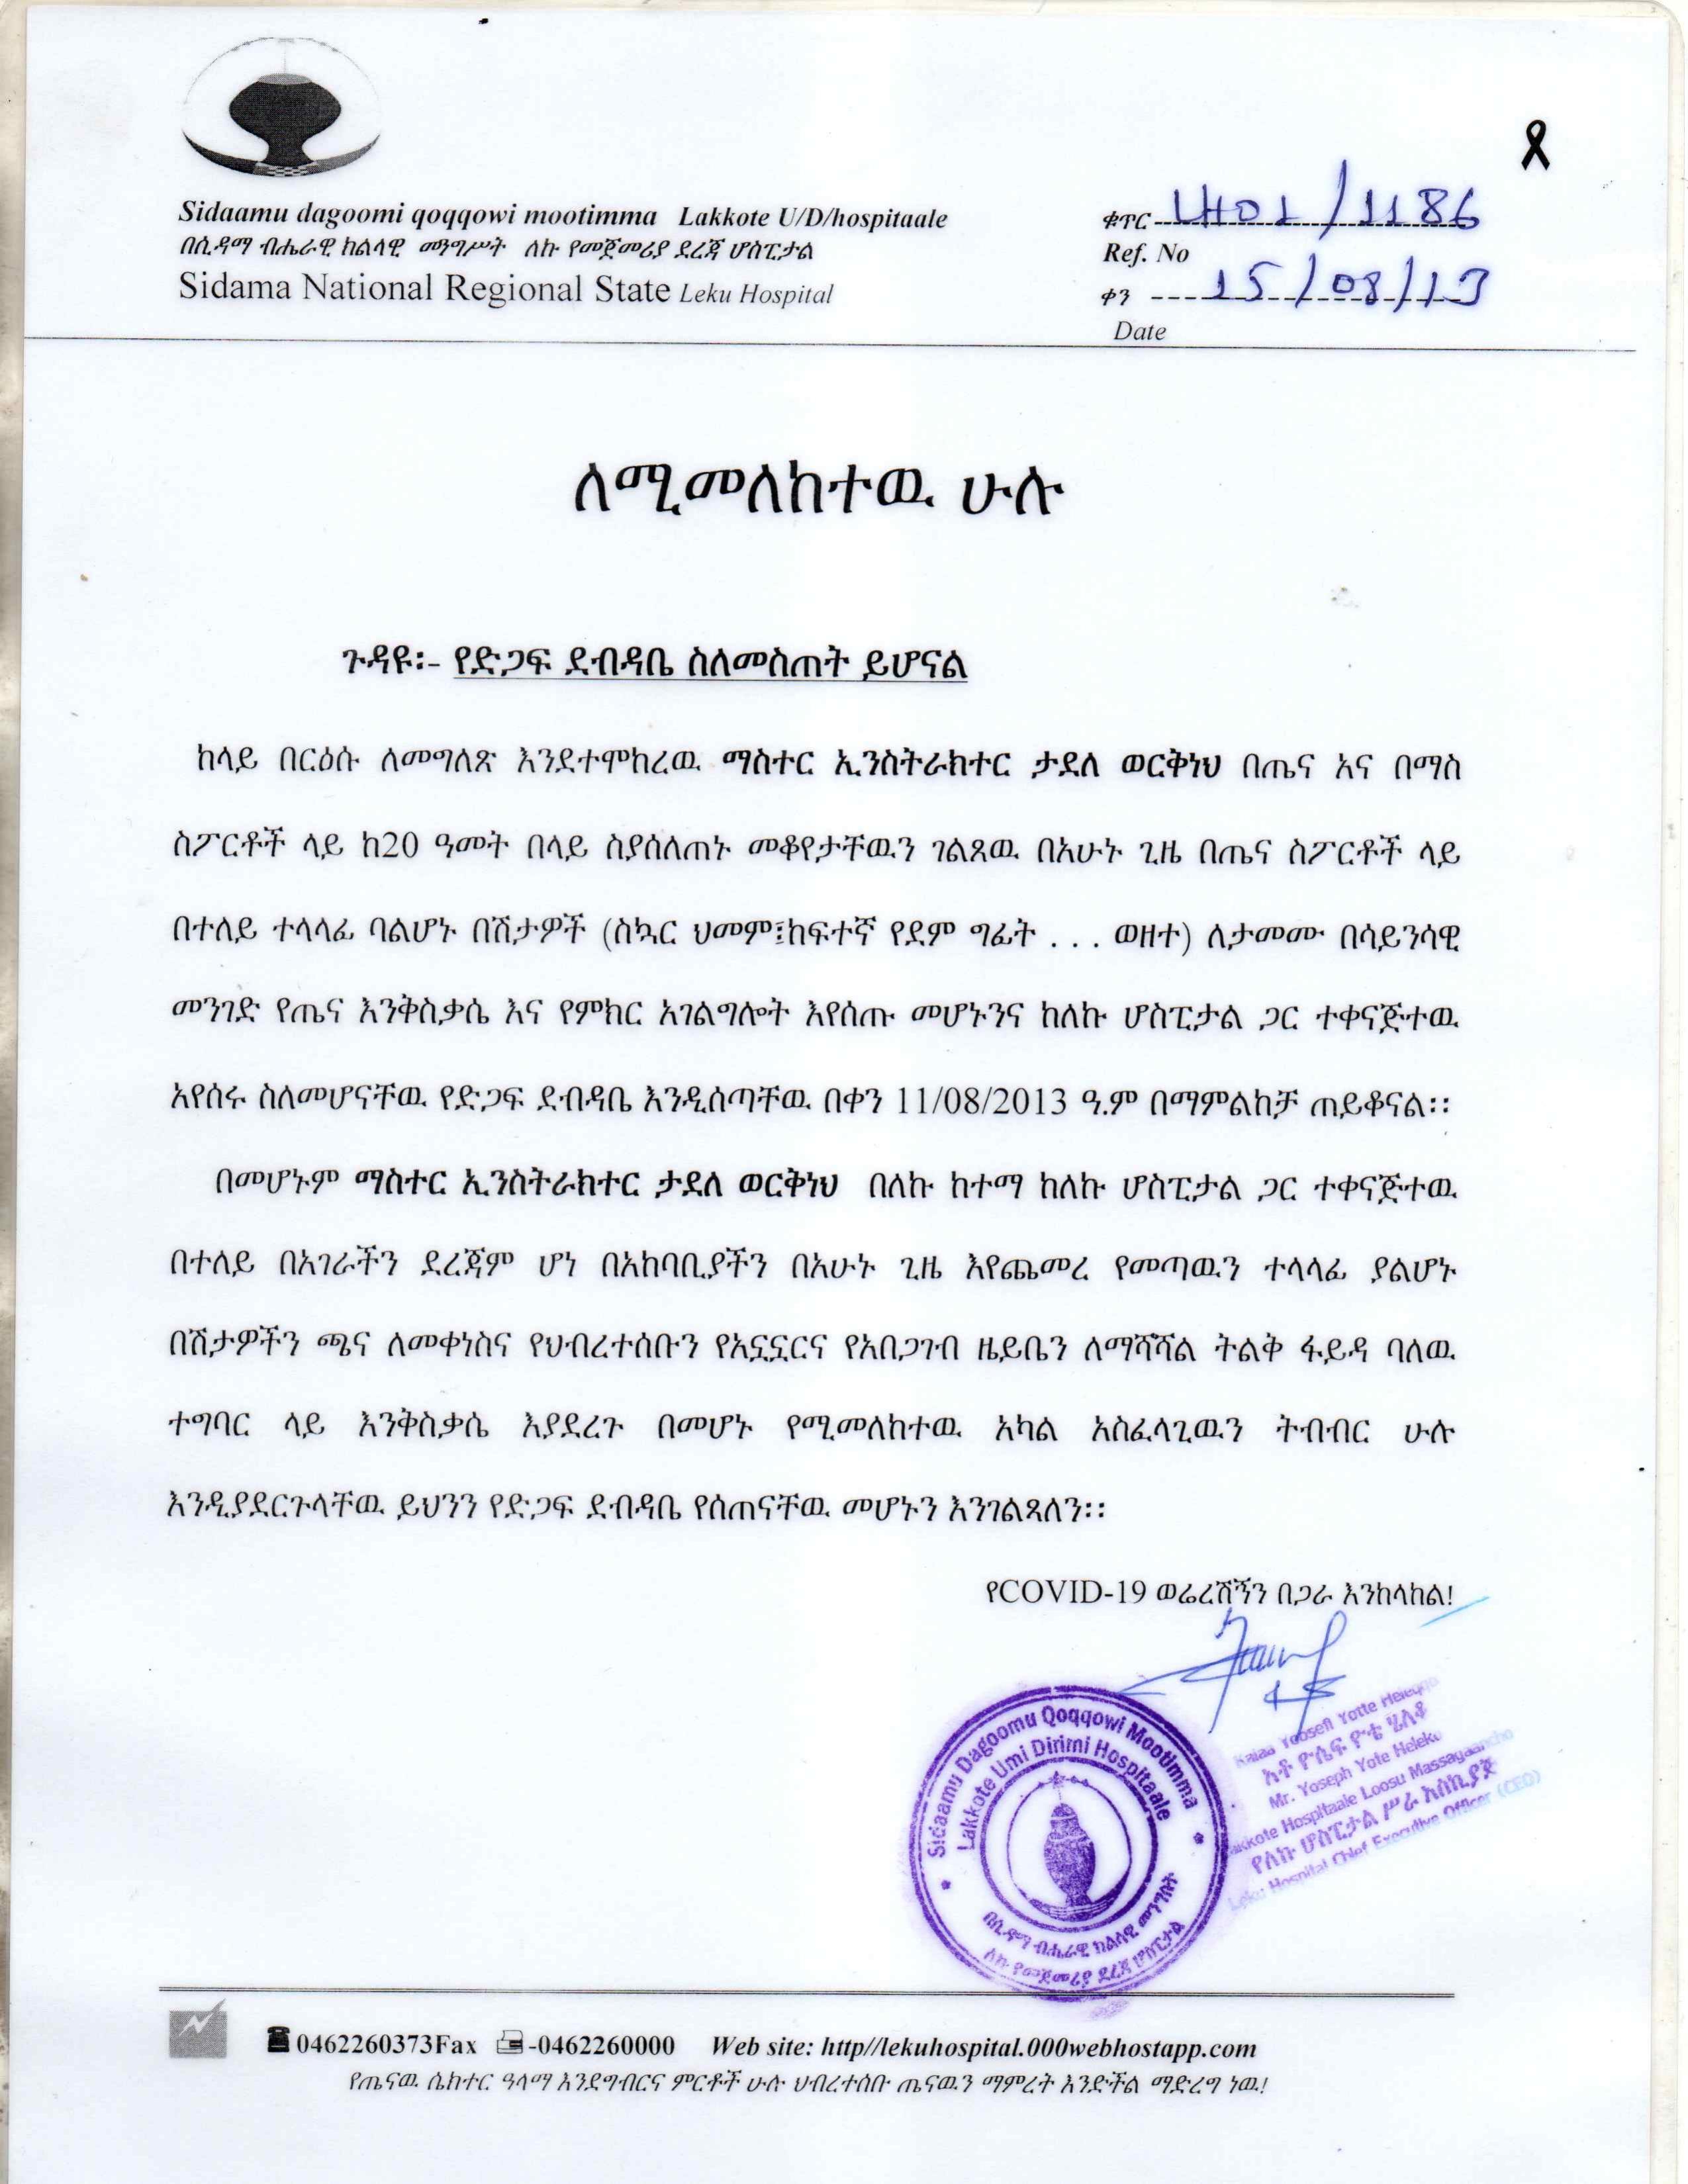 Sidaamu dagoomi qoqqowi mootimma Lakkote U/D/hospitaale
በሲዳማ ብሔራዊ ክልላዊ መንግሥት ለኩ የመጀመሪያ ደረጃ ሆስፒታል
Sidama National Regional State Leku Hospital
ቁጥር LH01/1186
Ref. No
ቀን 15/08/13
Date
ለሚመለከተዉ ሁሉ
ጉዳዩ፡- የድጋፍ ደብዳቤ ስለመስጠት ይሆናል
ከላይ በርዕሱ ለመግለጽ እንደተሞከረዉ ማስተር ኢንስትራክተር ታደለ ወርቅነህ በጤና አና በማስ
ስፖርቶች ላይ ከ20 ዓመት በላይ ስያሰለጠኑ መቆየታቸዉን ገልጸዉ በአሁኑ ጊዜ በጤና ስፖርቶች ላይ
በተለይ ተላላፊ ባልሆኑ በሽታዎች (ስኳር ህመም፤ከፍተኛ የደም ግፊት . . . ወዘተ) ለታመሙ በሳይንሳዊ
መንገድ የጤና እንቅስቃሴ እና የምክር አገልግሎት እየሰጡ መሆኑንና ከለኩ ሆስፒታል ጋር ተቀናጅተዉ
አየሰሩ ስለመሆናቸዉ የድጋፍ ደብዳቤ እንዲሰጣቸዉ በቀን 11/08/2013 ዓ.ም በማምልከቻ ጠይቆናል፡፡
በመሆኑም ማስተር ኢንስትራክተር ታደለ ወርቅነህ በለኩ ከተማ ከለኩ ሆስፒታል ጋር ተቀናጅተዉ
በተለይ በአገራችን ደረጃም ሆነ በአከባቢያችን በአሁኑ ጊዜ እየጨመረ የመጣዉን ተላላፊ ያልሆኑ
በሽታዎችን ጫና ለመቀነስና የህብረተሰቡን የአኗኗርና የአበጋገብ ዜይቤን ለማሻሻል ትልቅ ፋይዳ ባለዉ
ተግባር ላይ እንቅስቃሴ እያደረጉ በመሆኑ የሚመለከተዉ አካል አስፈላጊዉን ትብብር ሁሉ
እንዲያደርጉላቸዉ ይህንን የድጋፍ ደብዳቤ የሰጠናቸዉ መሆኑን እንገልጻለን፡፡
የCOVID-19 ወሬረሽኝን በጋራ እንከላከል!
Kalaa Yoosefi Yotte
አቶ ዮሴፍ ዮቴ ሄለቆ
Mr. Yoseph Yote Heleku
Lakkote Hospitaale Loosu Massagaancho
የለኩ ሆስፒታል ሥራ አስኪያጅ
Leku Hospital Chief Executive Officer (CEO)
Sidaamu Dagoomu Qoqqowi Mootimma
Lakkote Umi Dirimi Hospitaale
በሲዳማ ብሔራዊ ክልላዊ መንግስት
ለኩ የመጀመሪያ ደረጃ ሆስፒታል
0462260373Fax -0462260000 Web site: http//lekuhospital.000webhostapp.com
የጤናዉ ሴክተር ዓላማ እንደግብርና ምርቶች ሁሉ ህብረተሰቡ ጤናዉን ማምረት እንድችል ማድረግ ነዉ!